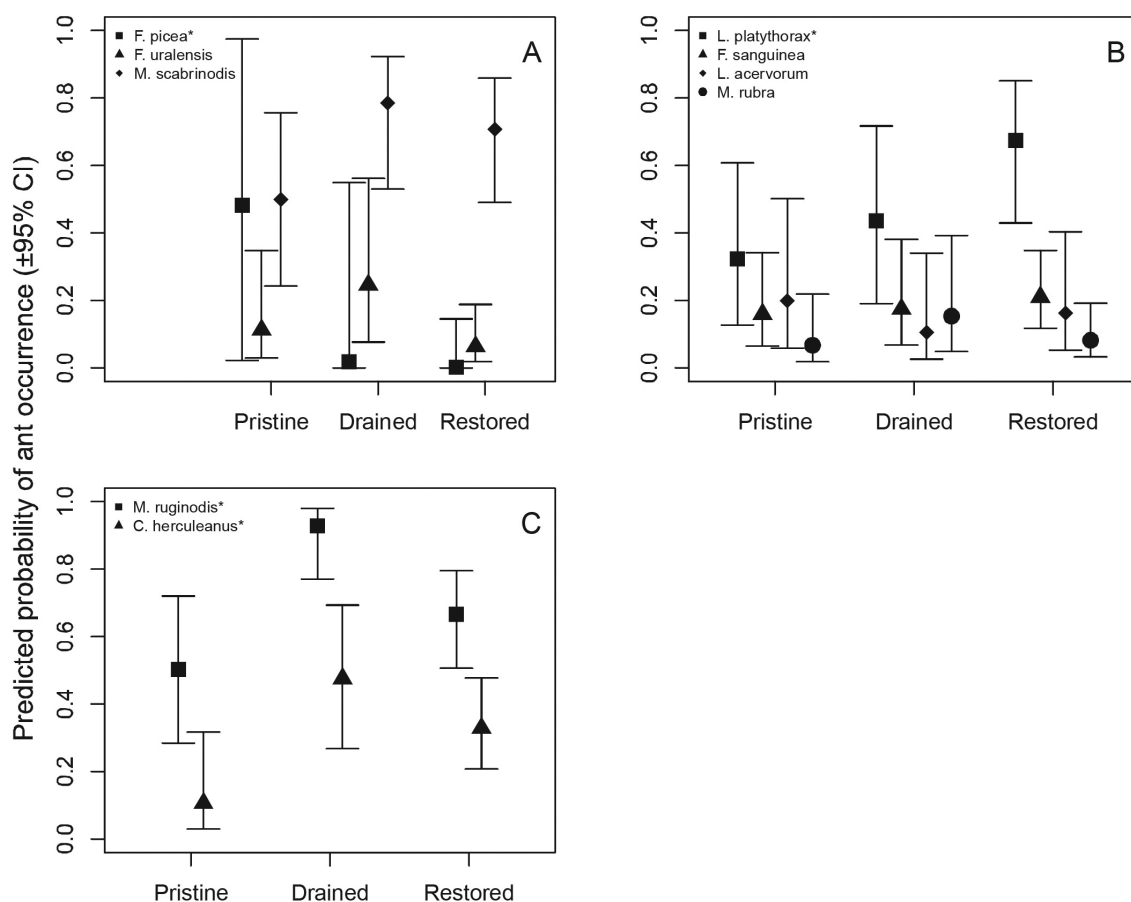 Predicted probability of ant occurrence (±95% CI)
A
F. picea*
F. uralensis
M. scabrinodis
1.0
0.8
0.6
0.4
0.2
0.0
Pristine Drained Restored
B
L. platythorax*
F. sanguinea
L. acervorum
M. rubra
1.0
0.8
0.6
0.4
0.2
0.0
Pristine Drained Restored
C
M. ruginodis*
C. herculeanus*
1.0
0.8
0.6
0.4
0.2
0.0
Pristine Drained Restored